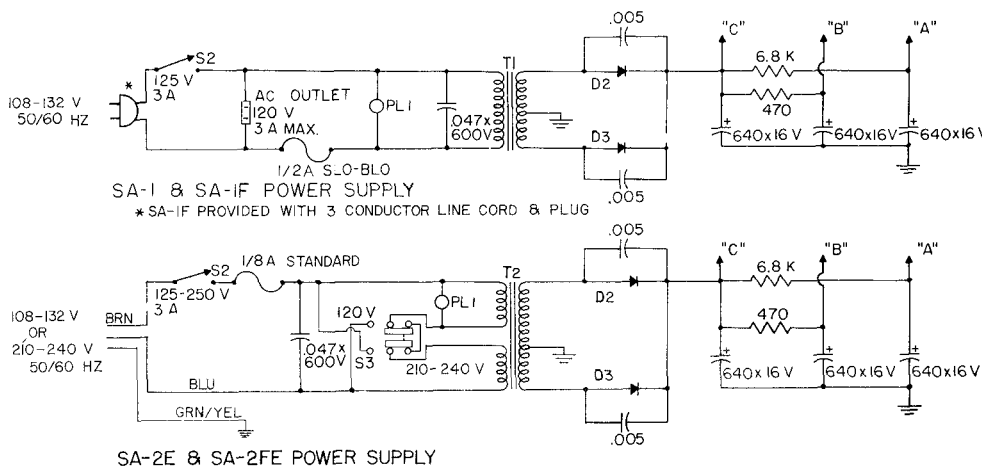 .005
"C" "B" "A"
S2
125 V
3 A
*
108-132 V
50/60 HZ
AC OUTLET
120 V
3 A MAX.
PL1
.047x
600V
T1
D2
D3
6.8 K
470
640x16V
640x16V
640x16V
1/2A SLO-BLO
.005
SA-1 & SA-1F POWER SUPPLY
* SA-1F PROVIDED WITH 3 CONDUCTOR LINE CORD & PLUG
.005
"C" "B" "A"
S2
1/8A STANDARD
125-250 V
3 A
108-132 V
OR
210-240 V
50/60 HZ
BRN
BLU
GRN/YEL
.047x
600V
120V
S3
210-240 V
PL1
T2
D2
D3
6.8 K
470
640x16V
640x16V
640x16V
.005
SA-2E & SA-2FE POWER SUPPLY